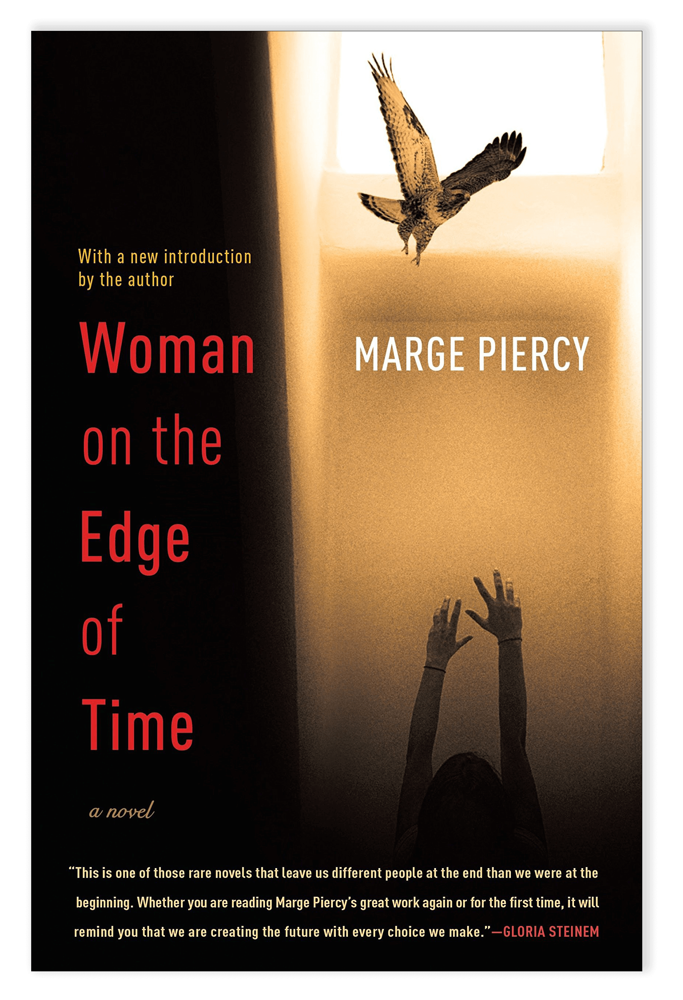 With a new introduction
by the author
Woman
on the
Edge
of
Time
MARGE PIERCY
a novel
“This is one of those rare novels that leave us different people at the end than we were at the
beginning. Whether you are reading Marge Piercy’s great work again or for the first time, it will
remind you that we are creating the future with every choice we make.”—GLORIA STEINEM